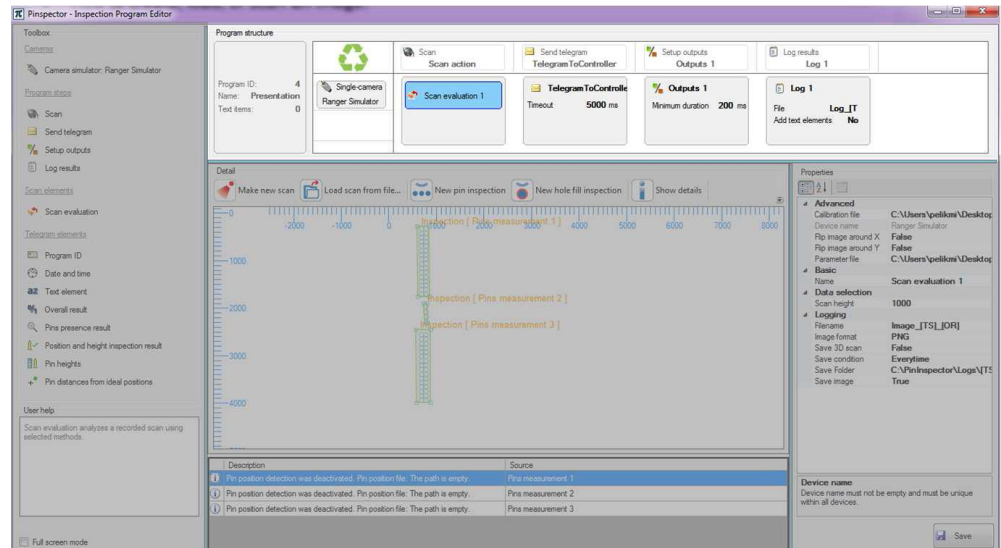 Pinspector - Inspection Program Editor
Toolbox
Cameras
Camera simulator: Ranger Simulator
Program steps
Scan
Send telegram
Setup outputs
Log results
Scan elements
Scan evaluation
Telegram elements
Program ID
Date and time
Text element
Overall result
Pins presence result
Position and height inspection result
Pin heights
Pin distances from ideal positions
User help
Scan evaluation analyzes a recorded scan using
selected methods.
Full screen mode
Program structure
Program ID: 4
Name: Presentation
Text items: 0
Single-camera
Ranger Simulator
Scan
Scan action
Scan evaluation 1
Send telegram
TelegramToController
TelegramToControlle
Timeout 5000 ms
Setup outputs
Outputs 1
Outputs 1
Minimum duration 200 ms
Log results
Log 1
Log 1
File Log_[T
Add text elements No
Detail
Make new scan
Load scan from file...
New pin inspection
New hole fill inspection
Show details
0
-2000 -1000 0 1000 2000 3000 4000 5000 6000 7000 8000
Inspection [ Pins measurement 1 ]
-1000
Inspection [ Pins measurement 2 ]
-2000
Inspection [ Pins measurement 3 ]
-3000
-4000
Description Source
Pin position detection was deactivated. Pin position file: The path is empty. Pins measurement 1
Pin position detection was deactivated. Pin position file: The path is empty. Pins measurement 2
Pin position detection was deactivated. Pin position file: The path is empty. Pins measurement 3
Properties
Advanced
Calibration file C:\Users\pelikmi\Desktop
Device name Ranger Simulator
Flip image around X False
Flip image around Y False
Parameter file C:\Users\pelikmi\Desktop
Basic
Name Scan evaluation 1
Data selection
Scan height 1000
Logging
Filename Image_[TS]_[OR]
Image format PNG
Save 3D scan False
Save condition Everytime
Save Folder C:\PinInspector\Logs\[TS
Save image True
Device name
Device name must not be empty and must be unique
within all devices.
Save